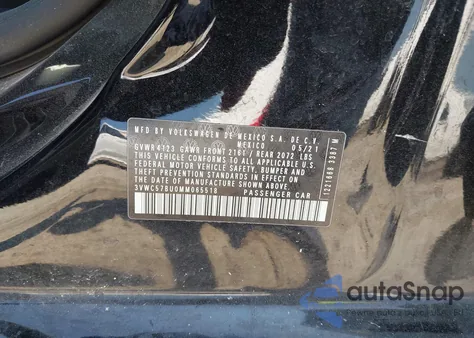 MFD BY VOLKSWAGEN DE MEXICO S.A. DE C.V.
MEXICO 05/21
GVWR 4123 GAWR FRONT 2161 / REAR 2072 LBS
THIS VEHICLE CONFORMS TO ALL APPLICABLE U.S.
FEDERAL MOTOR VEHICLE SAFETY, BUMPER AND
THEFT PREVENTION STANDARDS IN EFFECT ON
THE DATE OF MANUFACTURE SHOWN ABOVE
3VWC57BU0MM065518 PASSENGER CAR
autoSnap